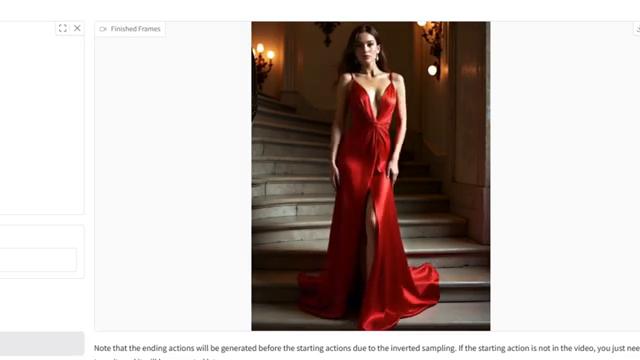 Finished Frames
Note that the ending actions will be generated before the starting actions due to the inverted sampling. If the starting action is not in the video, you just nee